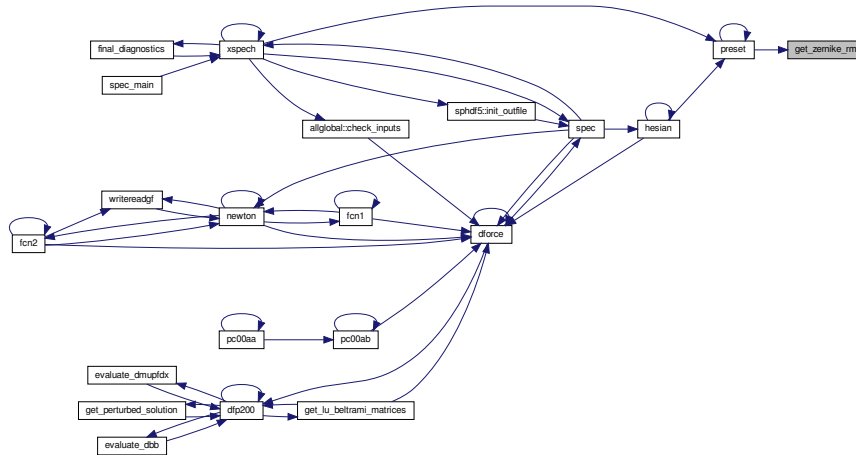 final_diagnostics
xspech
preset
get_zernike_rm
spec_main
sphdf5::init_outfile
allglobal::check_inputs
spec
hesian
writereadgf
newton
fcn1
fcn2
dforce
pc00aa
pc00ab
evaluate_dmupfdx
get_perturbed_solution
dfp200
get_lu_beltrami_matrices
evaluate_dbb